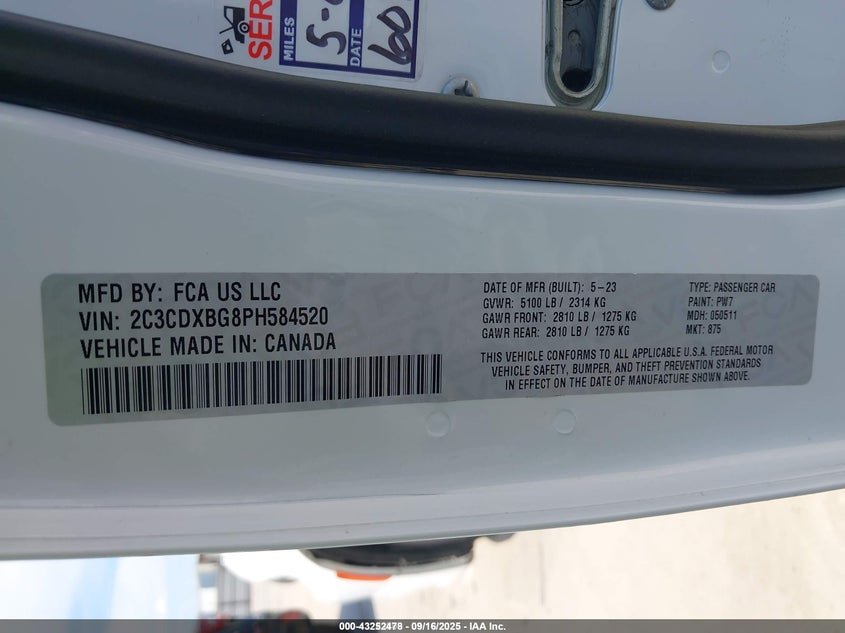 SER
MILES
5-
DATE
MFD BY: FCA US LLC
VIN: 2C3CDXBG8PH584520
VEHICLE MADE IN: CANADA
DATE OF MFR (BUILT): 5-23
GVWR: 5100 LB / 2314 KG
GAWR FRONT: 2810 LB / 1275 KG
GAWR REAR: 2810 LB / 1275 KG
TYPE: PASSENGER CAR
PAINT: PW7
MDH: 050511
MKT: 875
THIS VEHICLE CONFORMS TO ALL APPLICABLE U.S.A. FEDERAL MOTOR
VEHICLE SAFETY, BUMPER, AND THEFT PREVENTION STANDARDS
IN EFFECT ON THE DATE OF MANUFACTURE SHOWN ABOVE.
000-43252478 - 09/16/2025 - IAA Inc.